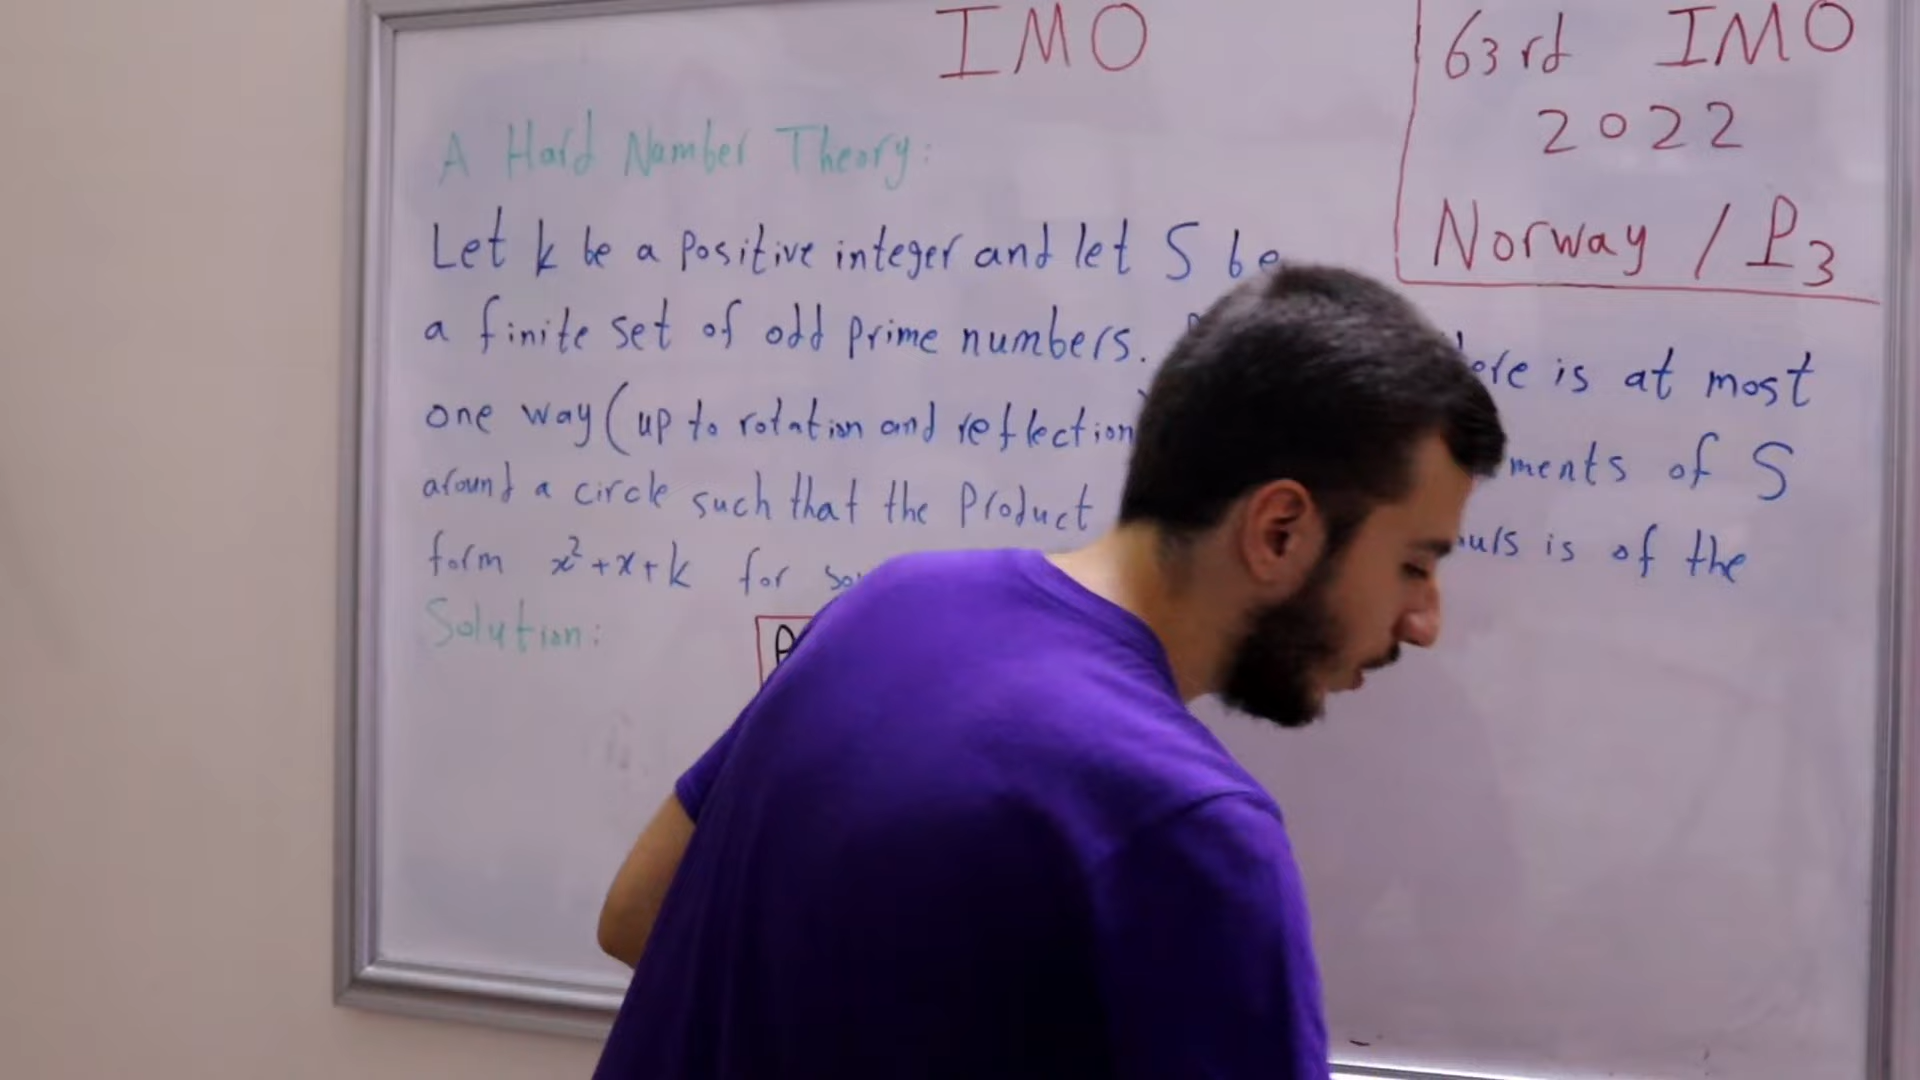 IMO
63rd IMO
2022
Norway / P3
A Hard Number Theory:
Let k be a positive integer and let S be
a finite set of odd prime numbers. there is at most
one way (up to rotation and reflection) of S
around a circle such that the product is of the
form x²+x+k for
Solution: